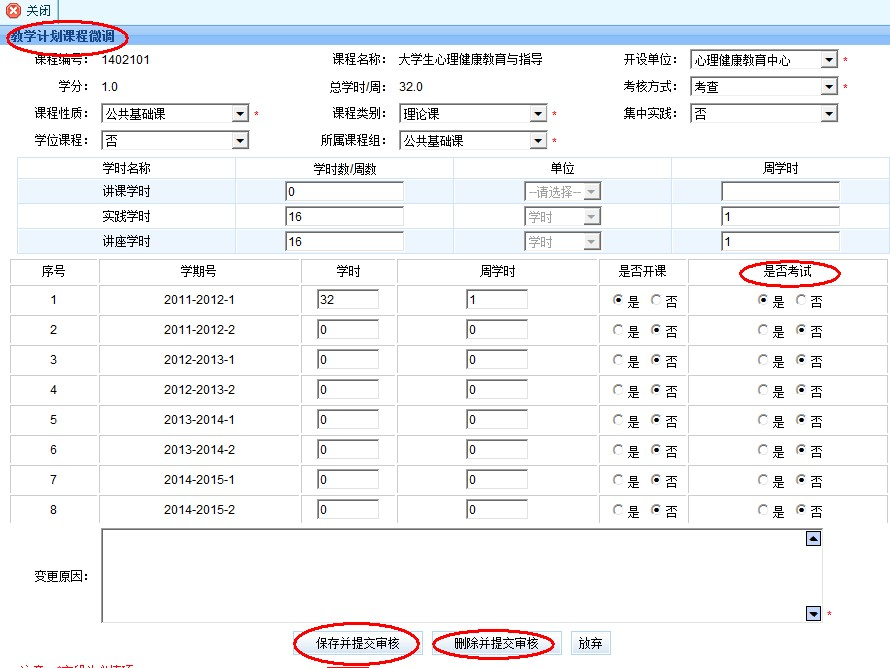 关闭
教学计划课程微调
课程编号： 1402101 课程名称： 大学生心理健康教育与指导 开设单位： 心理健康教育中心 *
学分： 1.0 总学时/周： 32.0 考核方式： 考查 *
课程性质： 公共基础课 * 课程类别： 理论课 * 集中实践： 否
学位课程： 否 所属课程组： 公共基础课 *
学时名称 学时数/周数 单位 周学时
讲课学时 0 --请选择--
实践学时 16 学时 1
讲座学时 16 学时 1
序号 学期号 学时 周学时 是否开课 是否考试
1 2011-2012-1 32 1 是 否 是 否
2 2011-2012-2 0 0 是 否 是 否
3 2012-2013-1 0 0 是 否 是 否
4 2012-2013-2 0 0 是 否 是 否
5 2013-2014-1 0 0 是 否 是 否
6 2013-2014-2 0 0 是 否 是 否
7 2014-2015-1 0 0 是 否 是 否
8 2014-2015-2 0 0 是 否 是 否
变更原因： *
保存并提交审核 删除并提交审核 放弃